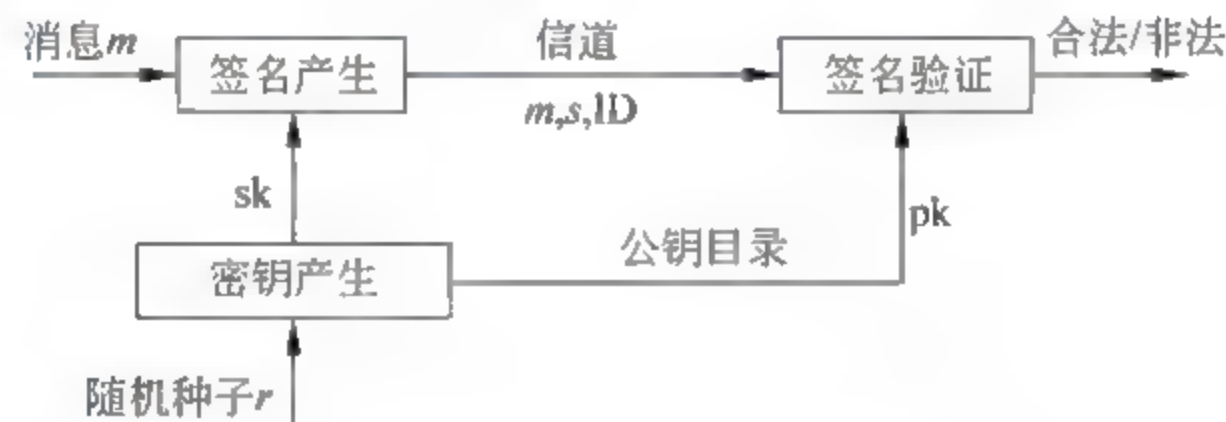 消息m
签名产生
信道
m,s,ID
签名验证
合法/非法
sk
pk
密钥产生
公钥目录
随机种子r